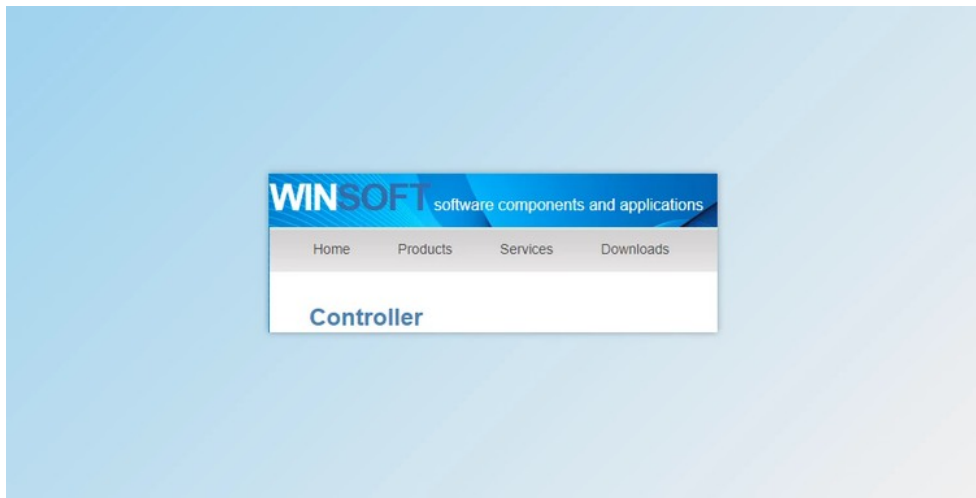 WINSOFT software components and applications
Home Products Services Downloads
Controller